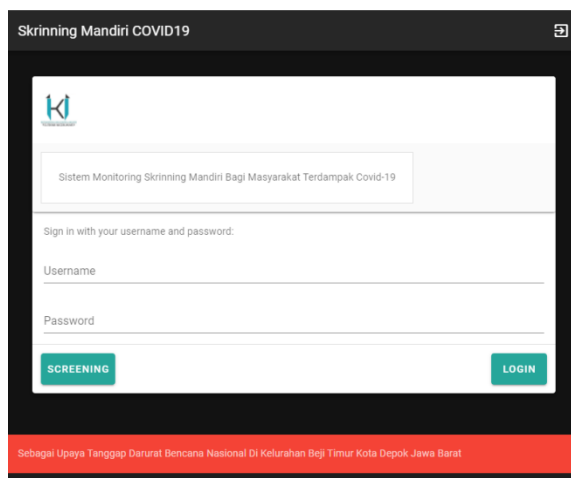 Skrinning Mandiri COVID19
Sistem Monitoring Skrinning Mandiri Bagi Masyarakat Terdampak Covid-19
Sign in with your username and password:
Username
Password
SCREENING
LOGIN
Sebagai Upaya Tanggap Darurat Bencana Nasional Di Kelurahan Beji Timur Kota Depok Jawa Barat